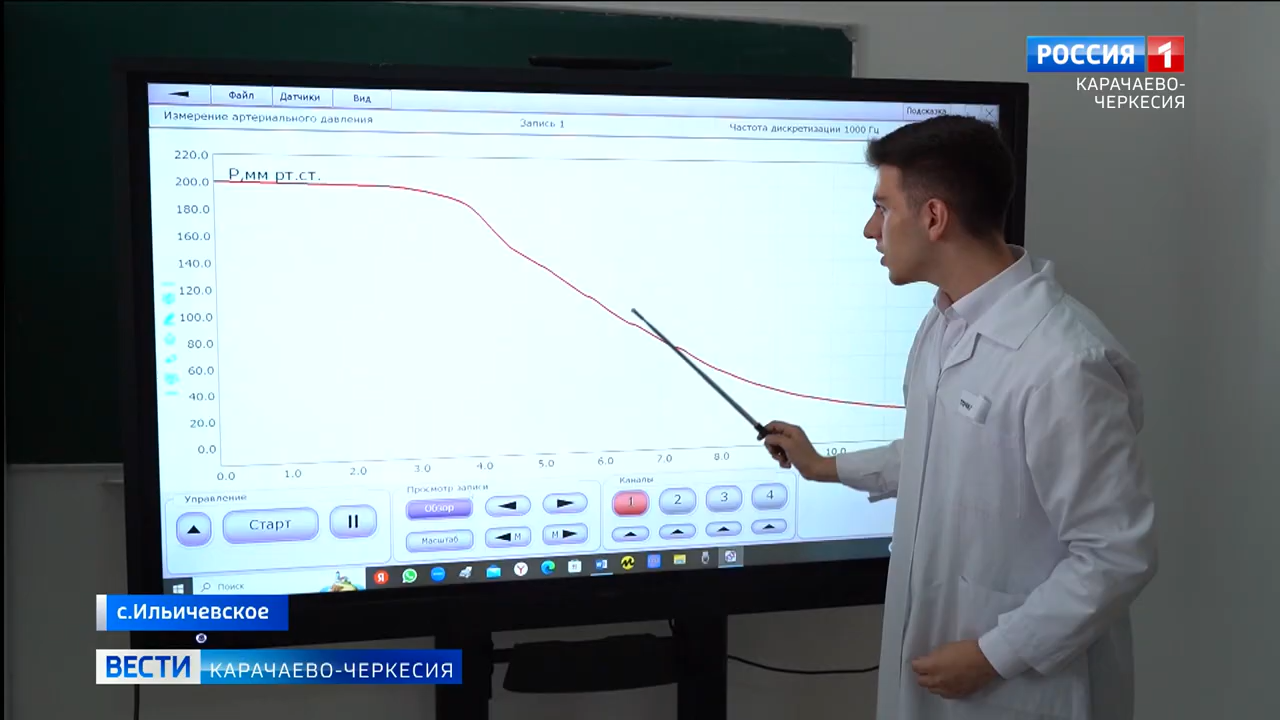 РОССИЯ 1
КАРАЧАЕВО-
ЧЕРКЕСИЯ
Файл Датчики Вид Подсказка
Измерение артериального давления Запись 1 Частота дискретизации 1000 Гц
P,мм рт.ст.
220.0
200.0
180.0
160.0
140.0
120.0
100.0
80.0
60.0
40.0
20.0
0.0
0.0 1.0 2.0 3.0 4.0 5.0 6.0 7.0 8.0 10.0
Управление Просмотр записи Каналы
Старт Обзор 1 2 3 4
Масштаб М М
Поиск
с.Ильичевское
ВЕСТИ КАРАЧАЕВО-ЧЕРКЕСИЯ